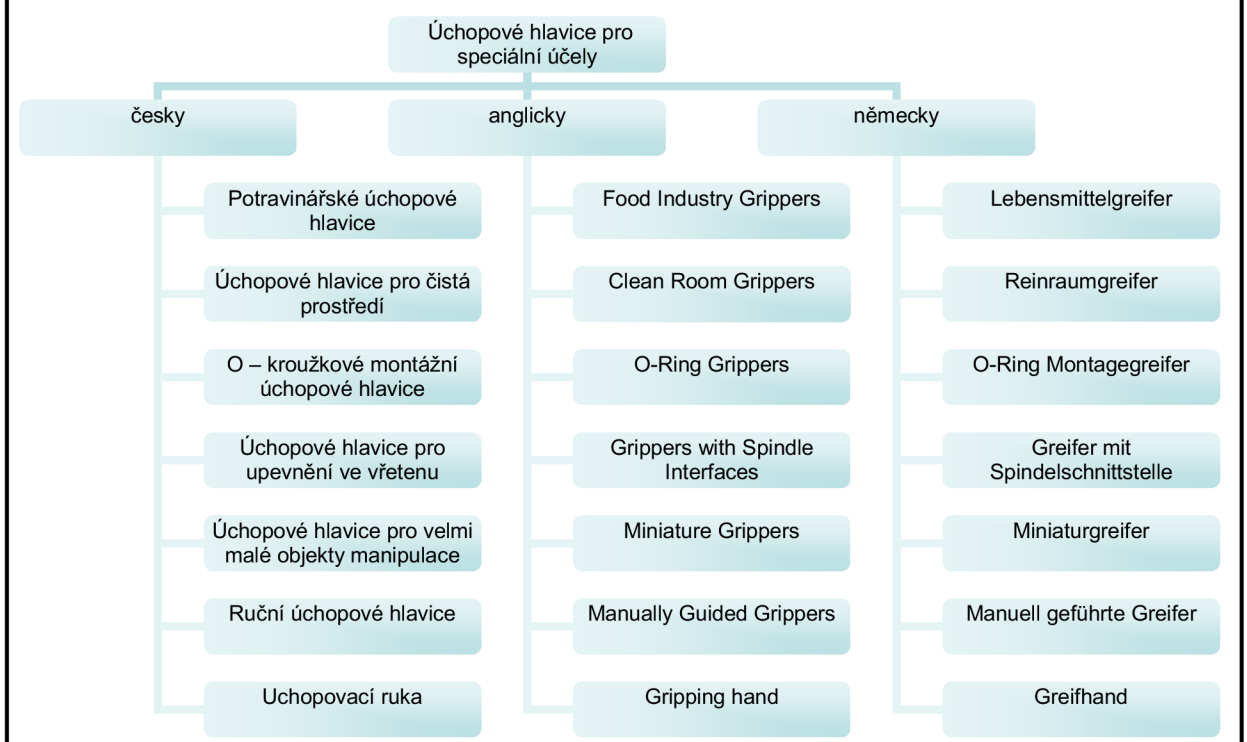 Úchopové hlavice pro
speciální účely
česky
anglicky
německy
Potravinářské úchopové
hlavice
Food Industry Grippers
Lebensmittelgreifer
Úchopové hlavice pro čistá
prostředí
Clean Room Grippers
Reinraumgreifer
O – kroužkové montážní
úchopové hlavice
O-Ring Grippers
O-Ring Montagegreifer
Úchopové hlavice pro
upevnění ve vřetenu
Grippers with Spindle
Interfaces
Greifer mit
Spindelschnittstelle
Úchopové hlavice pro velmi
malé objekty manipulace
Miniature Grippers
Miniaturgreifer
Ruční úchopové hlavice
Manually Guided Grippers
Manuell geführte Greifer
Uchopovací ruka
Gripping hand
Greifhand